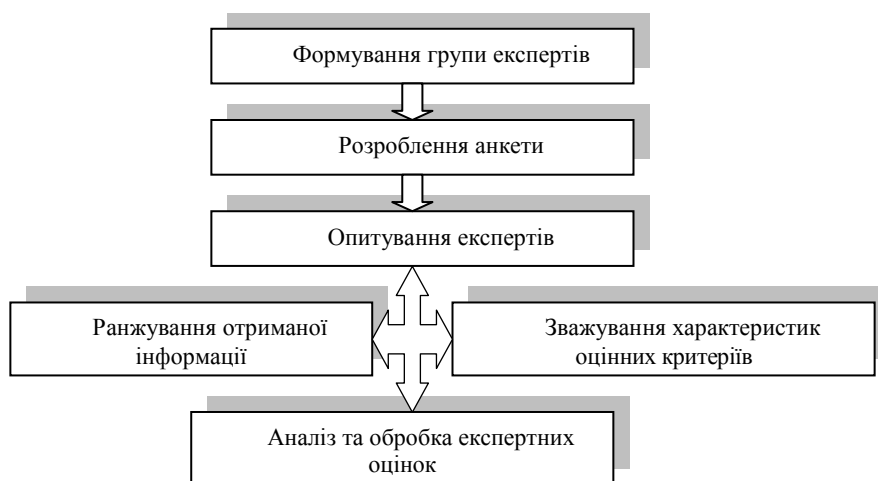 Формування групи експертів
Розроблення анкети
Опитування експертів
Ранжування отриманої
інформації
Зважування характеристик
оцінних критеріїв
Аналіз та обробка експертних
оцінок